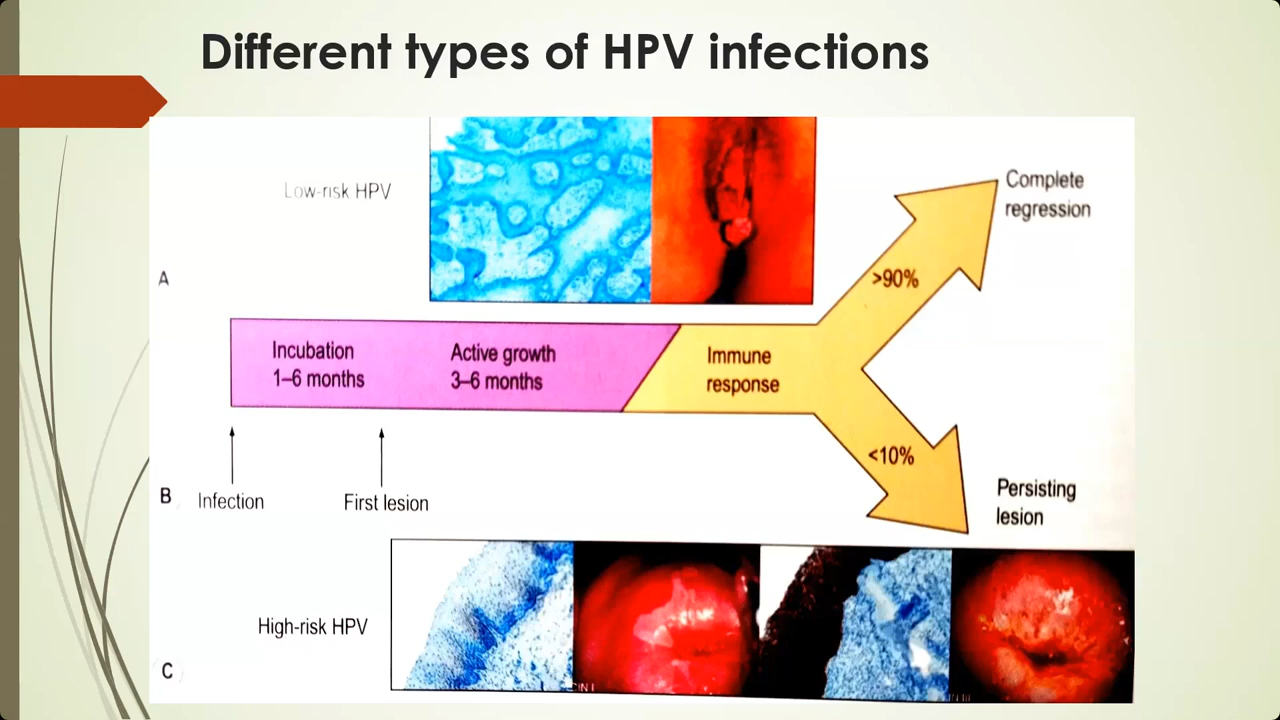 Different types of HPV infections
Low-risk HPV
Complete
regression
A
>90%
Incubation
1–6 months
Active growth
3–6 months
Immune
response
<10%
B
Infection
First lesion
Persisting
lesion
High-risk HPV
C
CIN I